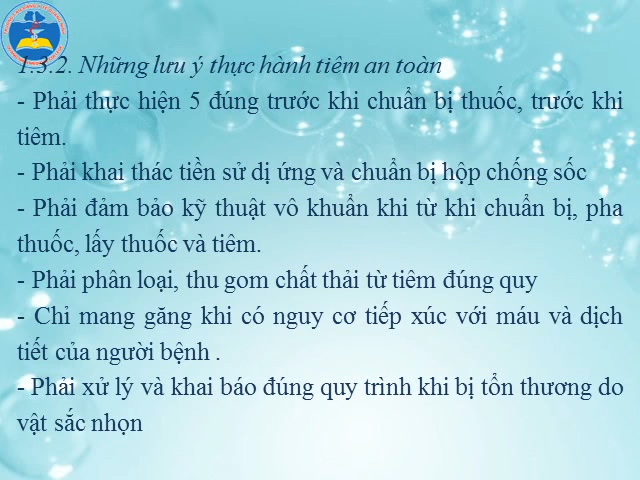 1.3.2. Những lưu ý thực hành tiêm an toàn
- Phải thực hiện 5 đúng trước khi chuẩn bị thuốc, trước khi
tiêm.
- Phải khai thác tiền sử dị ứng và chuẩn bị hộp chống sốc
- Phải đảm bảo kỹ thuật vô khuẩn khi từ khi chuẩn bị, pha
thuốc, lấy thuốc và tiêm.
- Phải phân loại, thu gom chất thải từ tiêm đúng quy
- Chỉ mang găng khi có nguy cơ tiếp xúc với máu và dịch
tiết của người bệnh .
- Phải xử lý và khai báo đúng quy trình khi bị tổn thương do
vật sắc nhọn